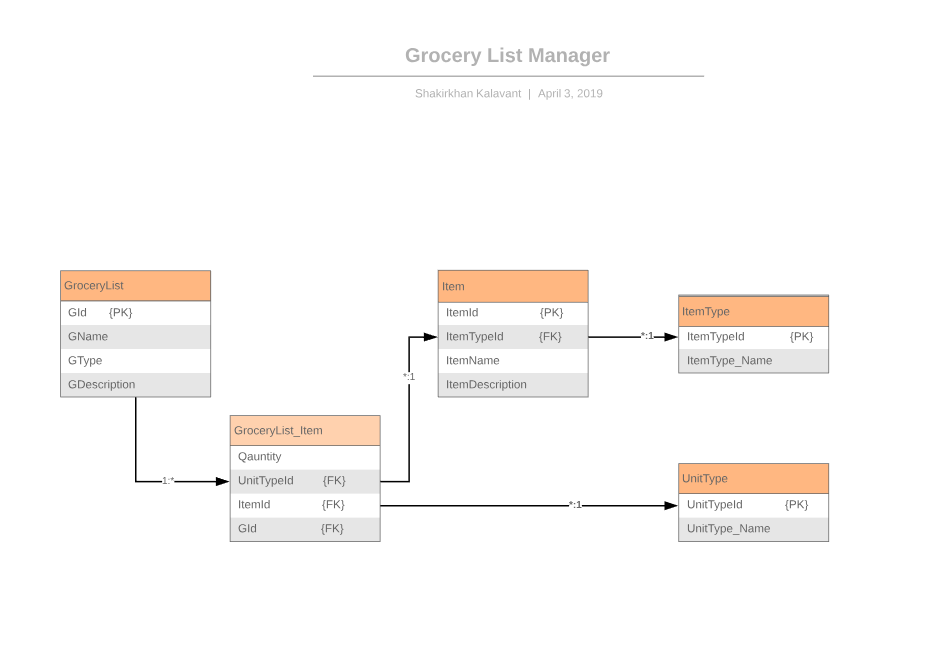 Grocery List Manager
Shakirkhan Kalavant | April 3, 2019
GroceryList
GId {PK}
GName
GType
GDescription
1:*
GroceryList_Item
Qauntity
UnitTypeId {FK}
ItemId {FK}
GId {FK}
*:1
Item
ItemId {PK}
ItemTypeId {FK}
ItemName
ItemDescription
*:1
ItemType
ItemTypeId {PK}
ItemType_Name
*:1
UnitType
UnitTypeId {PK}
UnitType_Name